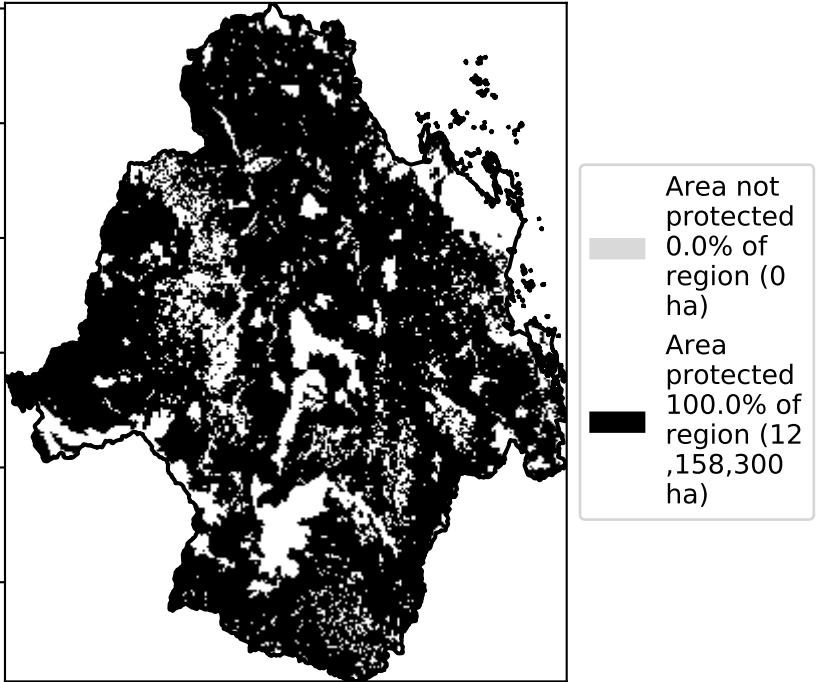 Area not
protected
0.0% of
region (0
ha)
Area
protected
100.0% of
region (12
,158,300
ha)